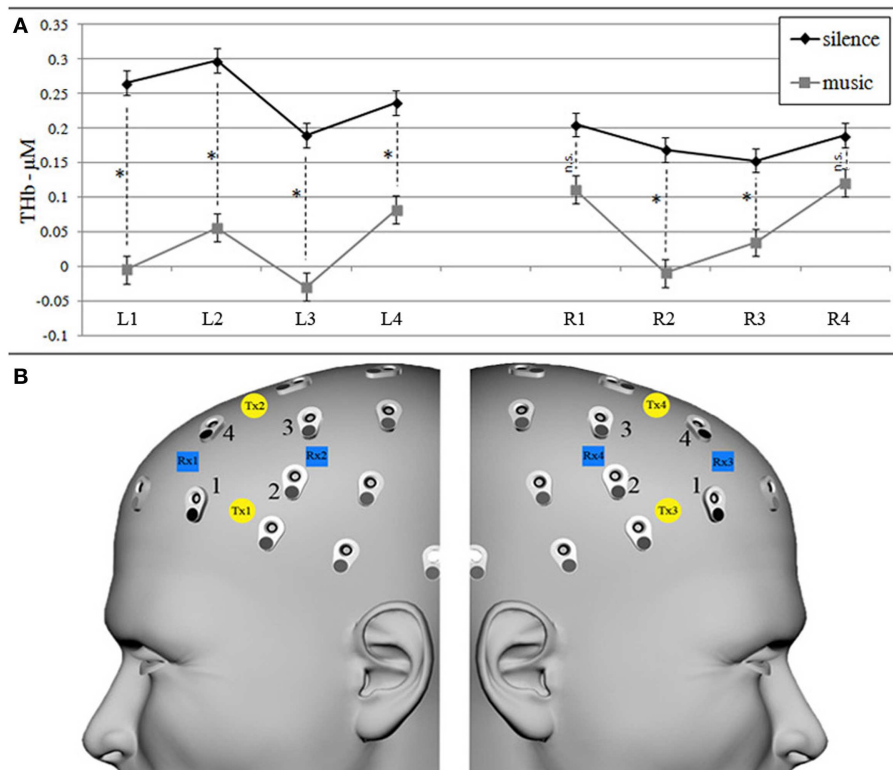 A
THb - μM
0.35
0.3
0.25
0.2
0.15
0.1
0.05
0
-0.05
-0.1
silence
music
* * * * n.s. * * n.s.
L1 L2 L3 L4 R1 R2 R3 R4
B
Tx2 Tx4
4 3 3 4
Rx1 Rx2 Rx4 Rx3
1 2 2 1
Tx1 Tx3